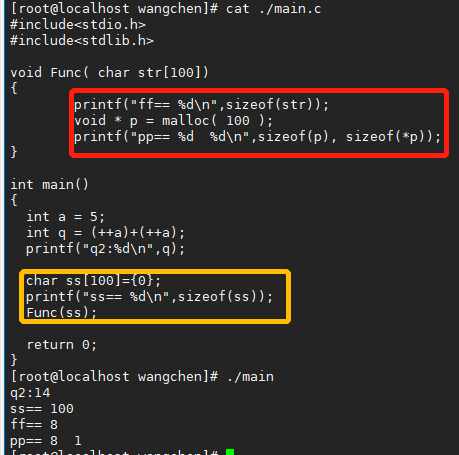 [root@localhost wangchen]# cat ./main.c
#include<stdio.h>
#include<stdlib.h>
void Func( char str[100])
{
printf("ff== %d\n",sizeof(str));
void * p = malloc( 100 );
printf("pp== %d  %d\n",sizeof(p), sizeof(*p));
}
int main()
{
int a = 5;
int q = (++a)+(++a);
printf("q2:%d\n",q);
char ss[100]={0};
printf("ss== %d\n",sizeof(ss));
Func(ss);
return 0;
}
[root@localhost wangchen]# ./main
q2:14
ss== 100
ff== 8
pp== 8  1
[root@localhost wangchen]#